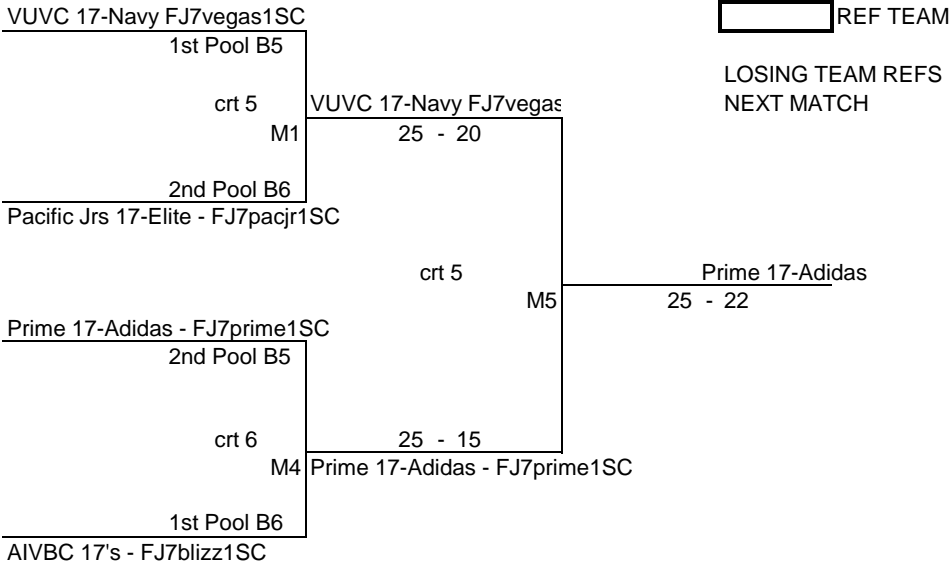 VUVC 17-Navy FJ7vegas1SC
REF TEAM
1st Pool B5
LOSING TEAM REFS
NEXT MATCH
crt 5
VUVC 17-Navy FJ7vegas
M1
25 - 20
2nd Pool B6
Pacific Jrs 17-Elite - FJ7pacjr1SC
crt 5
Prime 17-Adidas
M5
25 - 22
Prime 17-Adidas - FJ7prime1SC
2nd Pool B5
crt 6
25 - 15
M4
Prime 17-Adidas - FJ7prime1SC
1st Pool B6
AIVBC 17's - FJ7blizz1SC